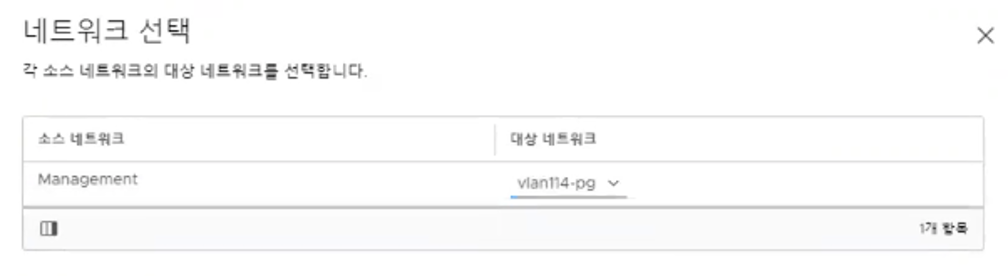 네트워크 선택
각 소스 네트워크의 대상 네트워크를 선택합니다.
소스 네트워크 대상 네트워크
Management vlan114-pg
1개 항목